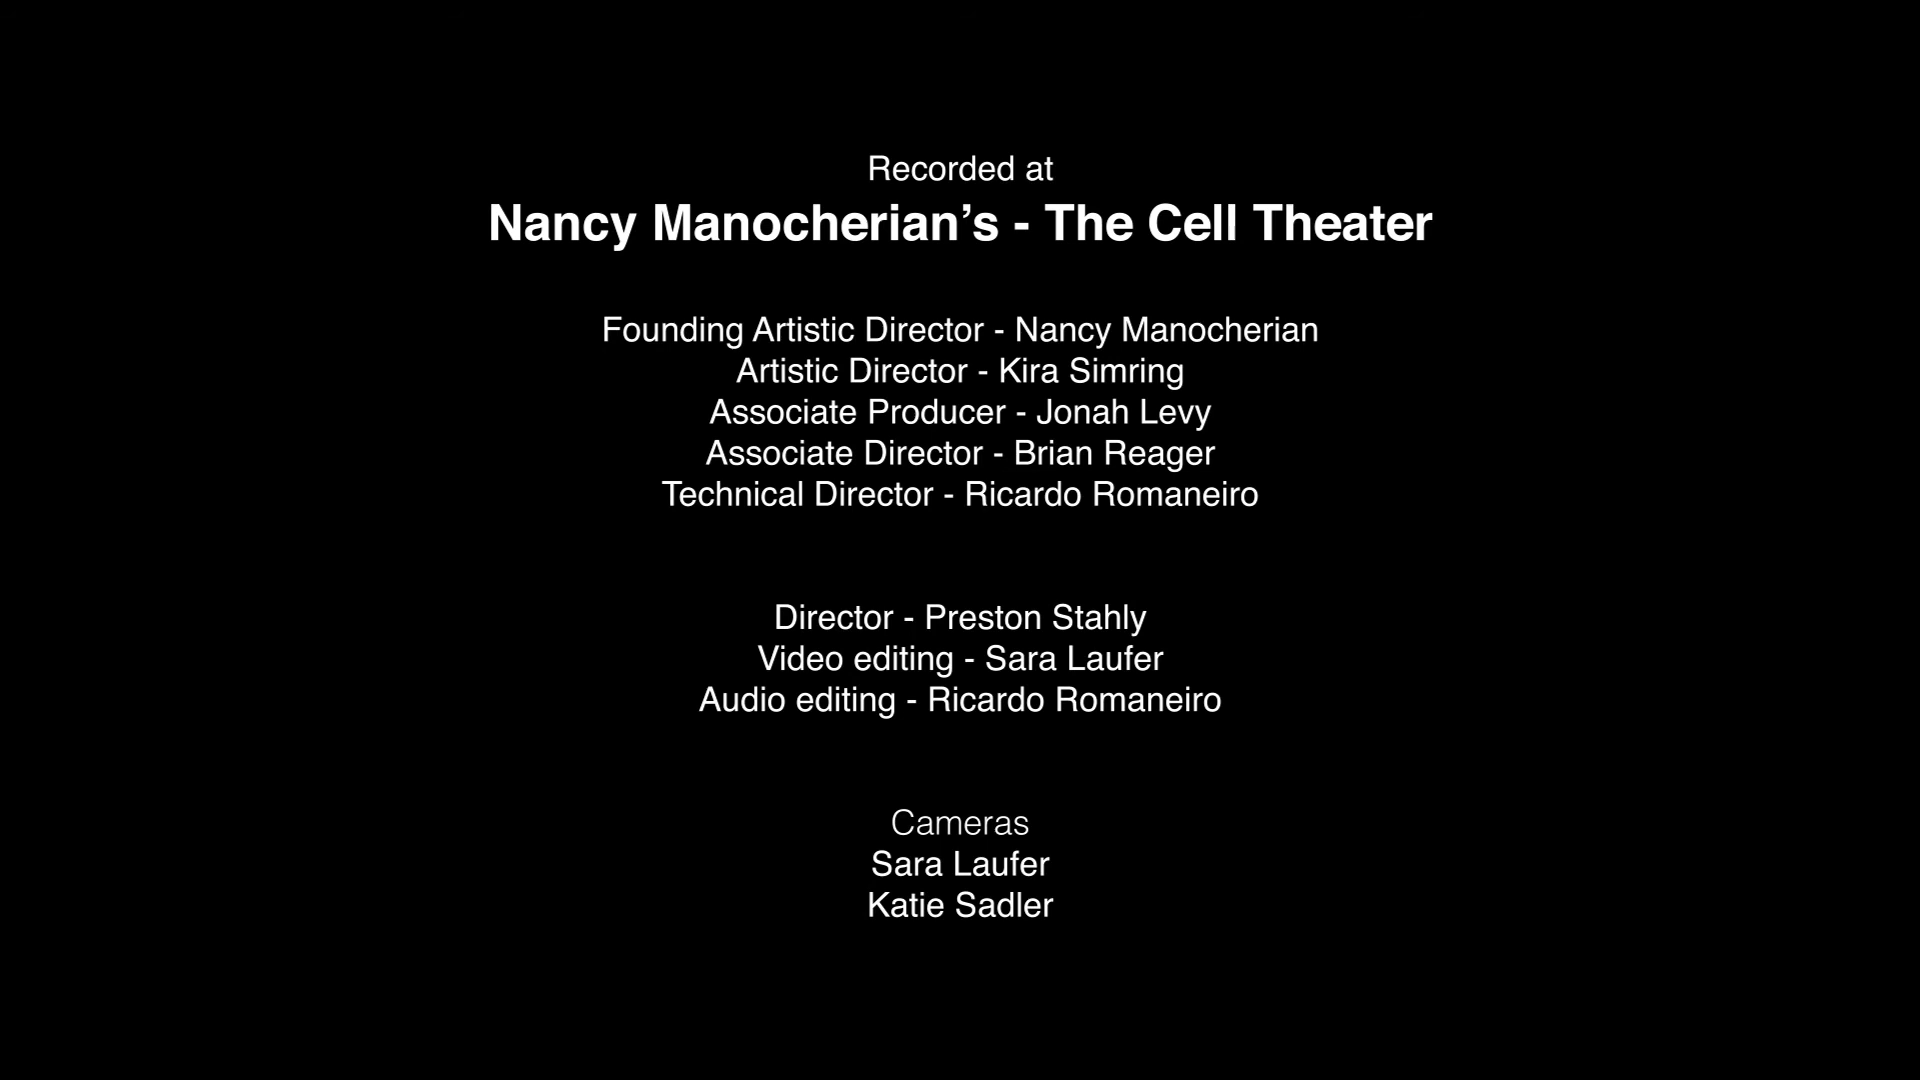 Recorded at
Nancy Manocherian’s - The Cell Theater
Founding Artistic Director - Nancy Manocherian
Artistic Director - Kira Simring
Associate Producer - Jonah Levy
Associate Director - Brian Reager
Technical Director - Ricardo Romaneiro
Director - Preston Stahly
Video editing - Sara Laufer
Audio editing - Ricardo Romaneiro
Cameras
Sara Laufer
Katie Sadler